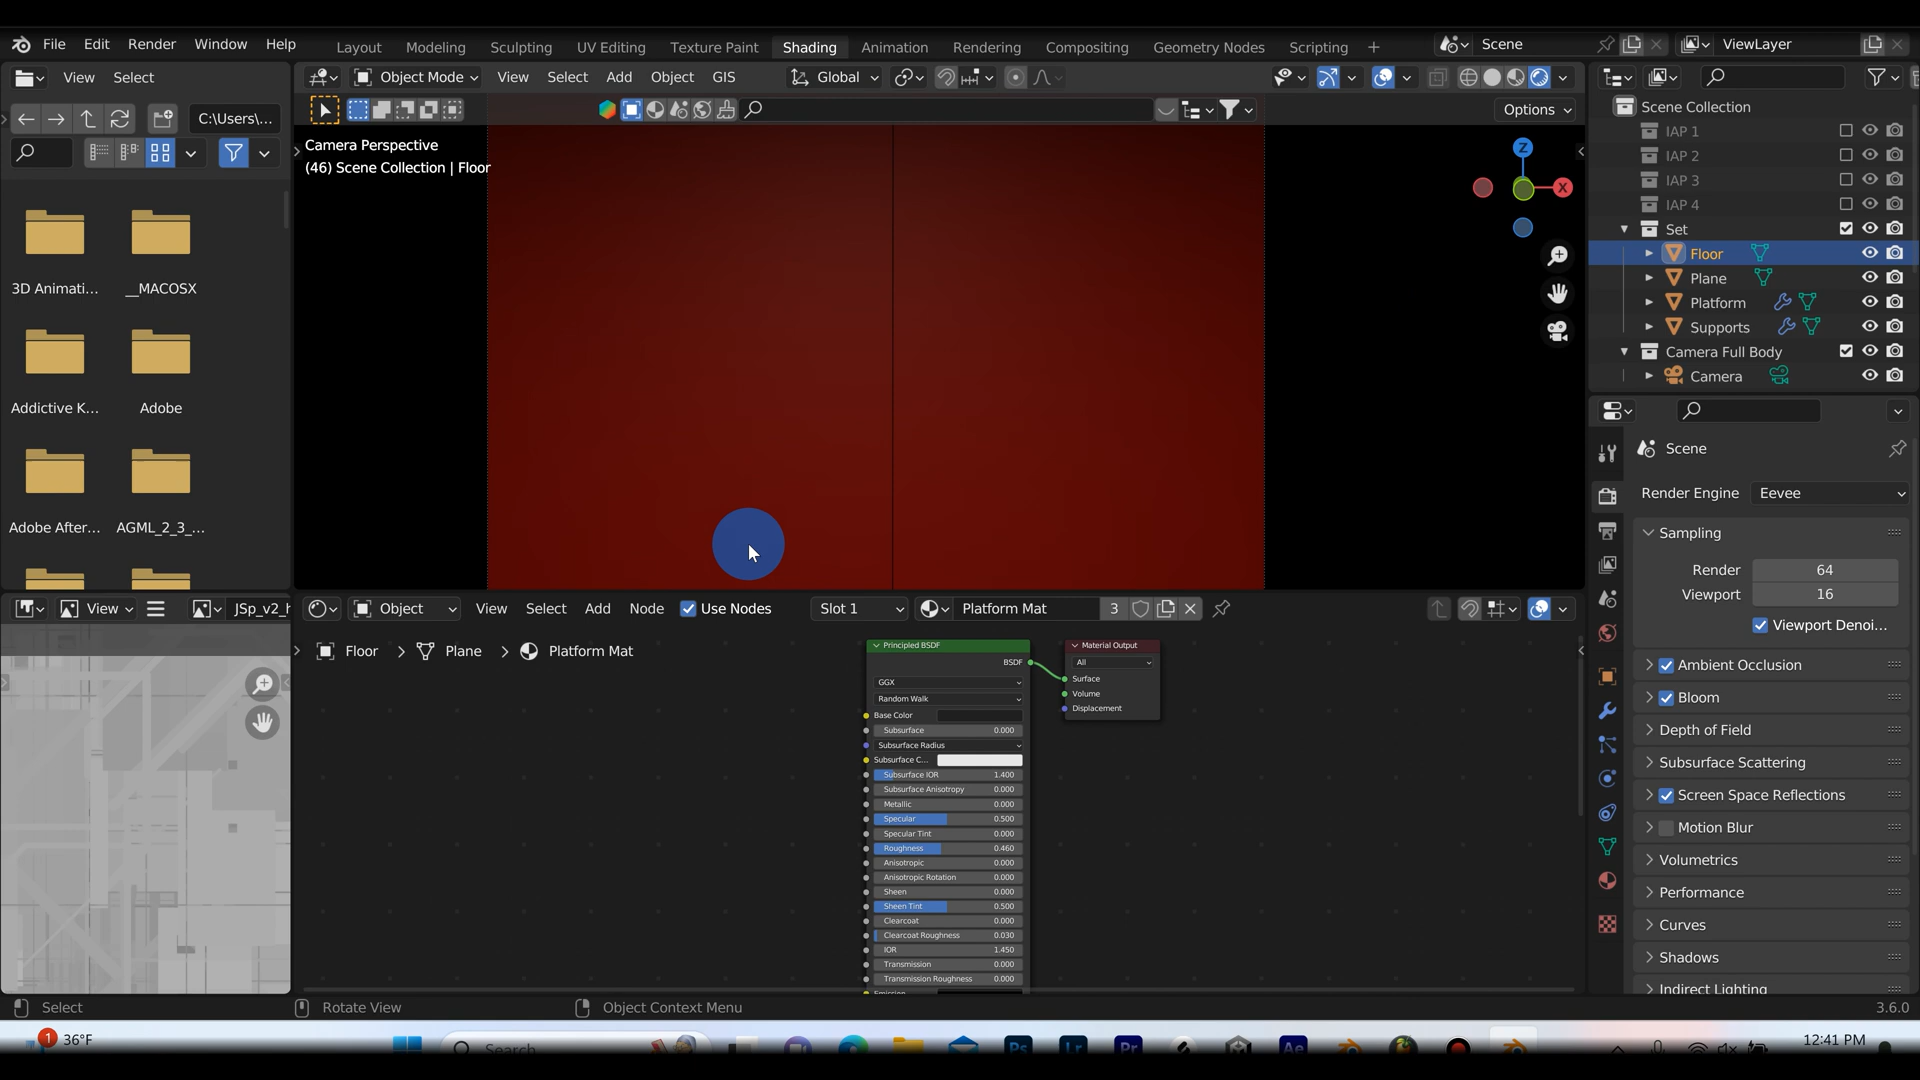 File Edit Render Window Help
Layout Modeling Sculpting UV Editing Texture Paint Shading Animation Rendering Compositing Geometry Nodes Scripting +
Scene
ViewLayer
View Select
Object Mode View Select Add Object GIS
Global
C:\Users\...
Options
Camera Perspective
(46) Scene Collection | Floor
Z
X
3D Animati...
__MACOSX
Addictive K...
Adobe
Adobe After...
AGML_2_3_...
Scene Collection
IAP 1
IAP 2
IAP 3
IAP 4
Set
Floor
Plane
Platform
Supports
Camera Full Body
Camera
Scene
Render Engine Eevee
Sampling
Render 64
Viewport 16
Viewport Denoi...
Ambient Occlusion
Bloom
Depth of Field
Subsurface Scattering
Screen Space Reflections
Motion Blur
Volumetrics
Performance
Curves
Shadows
Indirect Lighting
View
JSp_v2_h
Object View Select Add Node Use Nodes Slot 1 Platform Mat 3
Floor > Plane > Platform Mat
Principled BSDF
BSDF
GGX
Random Walk
Base Color
Subsurface 0.000
Subsurface Radius
Subsurface C...
Subsurface IOR 1.400
Subsurface Anisotropy 0.000
Metallic 0.000
Specular 0.500
Specular Tint 0.000
Roughness 0.460
Anisotropic 0.000
Anisotropic Rotation 0.000
Sheen 0.000
Sheen Tint 0.500
Clearcoat 0.000
Clearcoat Roughness 0.030
IOR 1.450
Transmission 0.000
Transmission Roughness 0.000
Emission
Material Output
All
Surface
Volume
Displacement
Select
Rotate View
Object Context Menu
3.6.0
1
36°F
Search
Ps
Lr
Pr
Ae
12:41 PM